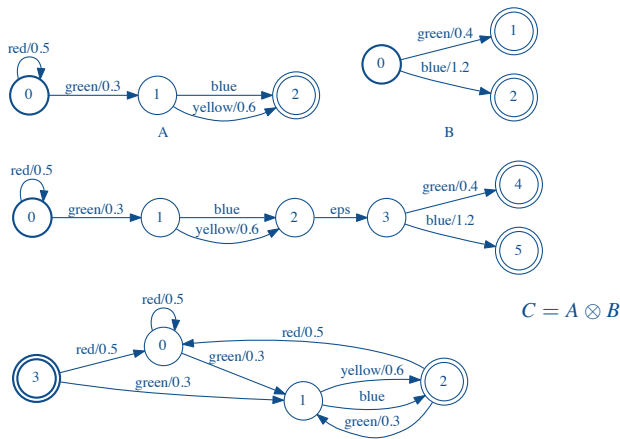 red/0.5
0
green/0.3
1
blue
yellow/0.6
2
A
0
green/0.4
1
blue/1.2
2
B
red/0.5
0
green/0.3
1
blue
yellow/0.6
2
eps
3
green/0.4
4
blue/1.2
5
C = A ⊗ B
red/0.5
3
red/0.5
0
green/0.3
green/0.3
1
red/0.5
yellow/0.6
blue
green/0.3
2